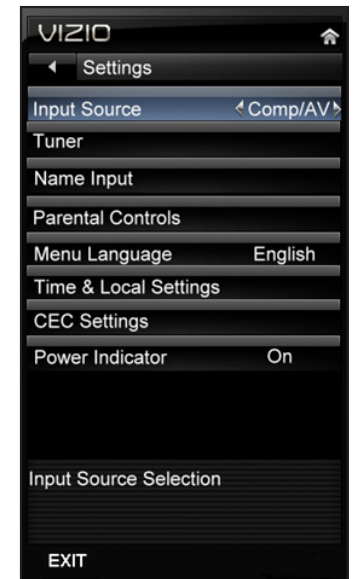 VIZIO
Settings
Input Source Comp/AV
Tuner
Name Input
Parental Controls
Menu Language English
Time & Local Settings
CEC Settings
Power Indicator On
Input Source Selection
EXIT